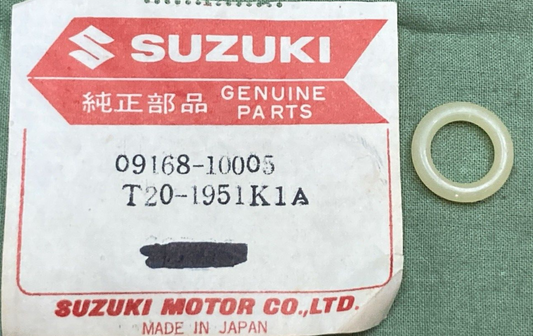 SUZUKI
純正部品 GENUINE PARTS
09168-10005
T20-1951K1A
SUZUKI MOTOR CO.,LTD.
MADE IN JAPAN